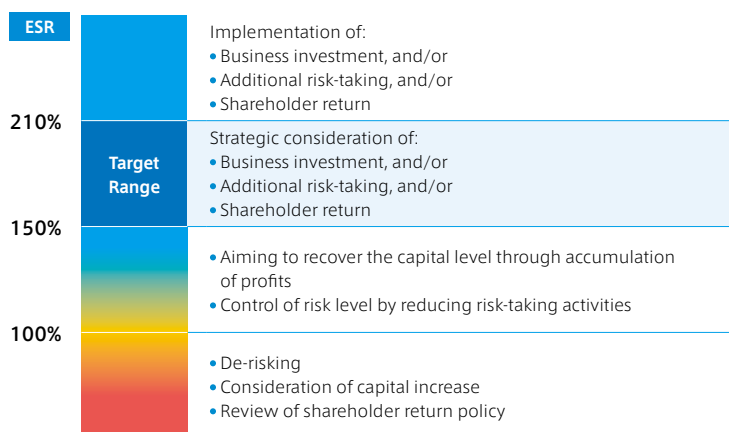 ESR
Implementation of:
• Business investment, and/or
• Additional risk-taking, and/or
• Shareholder return
210%
Target
Range
Strategic consideration of:
• Business investment, and/or
• Additional risk-taking, and/or
• Shareholder return
150%
• Aiming to recover the capital level through accumulation
of profits
• Control of risk level by reducing risk-taking activities
100%
• De-risking
• Consideration of capital increase
• Review of shareholder return policy